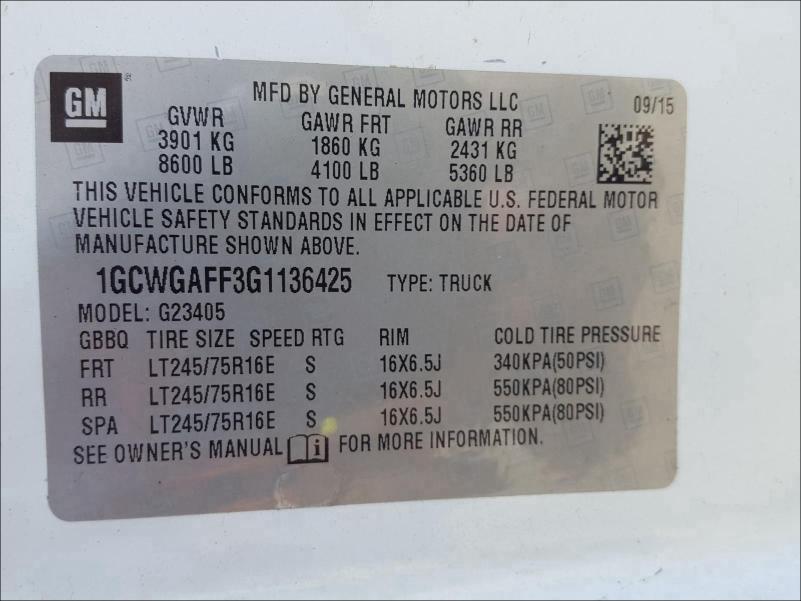 GM
MFD BY GENERAL MOTORS LLC 09/15
GVWR GAWR FRT GAWR RR
3901 KG 1860 KG 2431 KG
8600 LB 4100 LB 5360 LB
THIS VEHICLE CONFORMS TO ALL APPLICABLE U.S. FEDERAL MOTOR
VEHICLE SAFETY STANDARDS IN EFFECT ON THE DATE OF
MANUFACTURE SHOWN ABOVE.
1GCWGAFF3G1136425 TYPE: TRUCK
MODEL: G23405
GBBQ TIRE SIZE SPEED RTG RIM COLD TIRE PRESSURE
FRT LT245/75R16E S 16X6.5J 340KPA(50PSI)
RR LT245/75R16E S 16X6.5J 550KPA(80PSI)
SPA LT245/75R16E S 16X6.5J 550KPA(80PSI)
SEE OWNER'S MANUAL i FOR MORE INFORMATION.